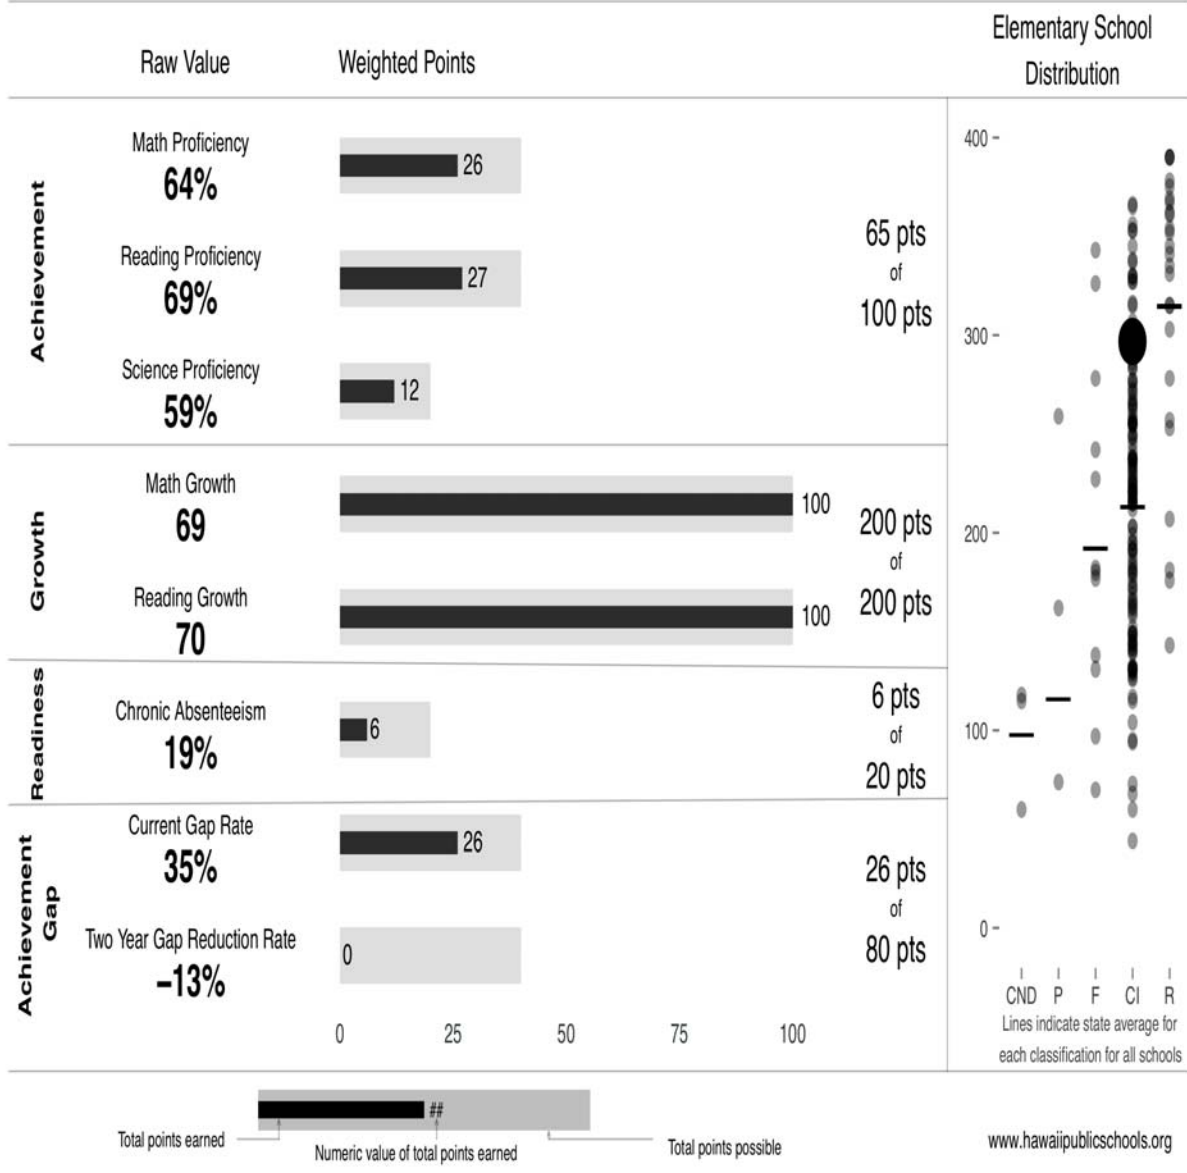 Raw Value
Weighted Points
Elementary School
Distribution
Achievement
Math Proficiency
64%
26
Reading Proficiency
69%
27
Science Proficiency
59%
12
65 pts
of
100 pts
Growth
Math Growth
69
100
Reading Growth
70
100
200 pts
of
200 pts
Readiness
Chronic Absenteeism
19%
6
6 pts
of
20 pts
Achievement
Gap
Current Gap Rate
35%
26
Two Year Gap Reduction Rate
−13%
0
26 pts
of
80 pts
0 25 50 75 100
400
300
200
100
0
CND P F CI R
Lines indicate state average for
each classification for all schools
##
Total points earned
Numeric value of total points earned
Total points possible
www.hawaiipublicschools.org